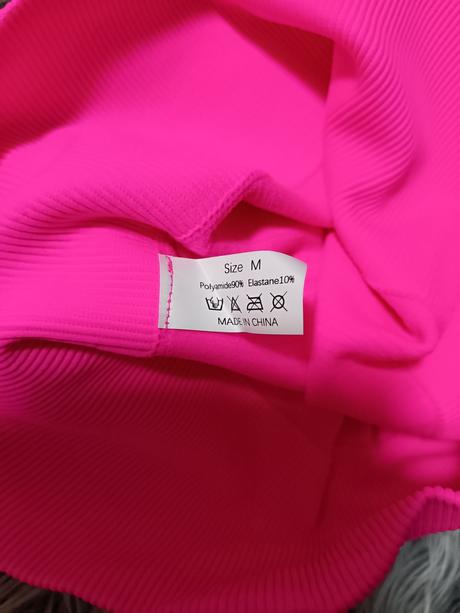 Size M
Polyamide90% Elastane10%
MADE IN CHINA